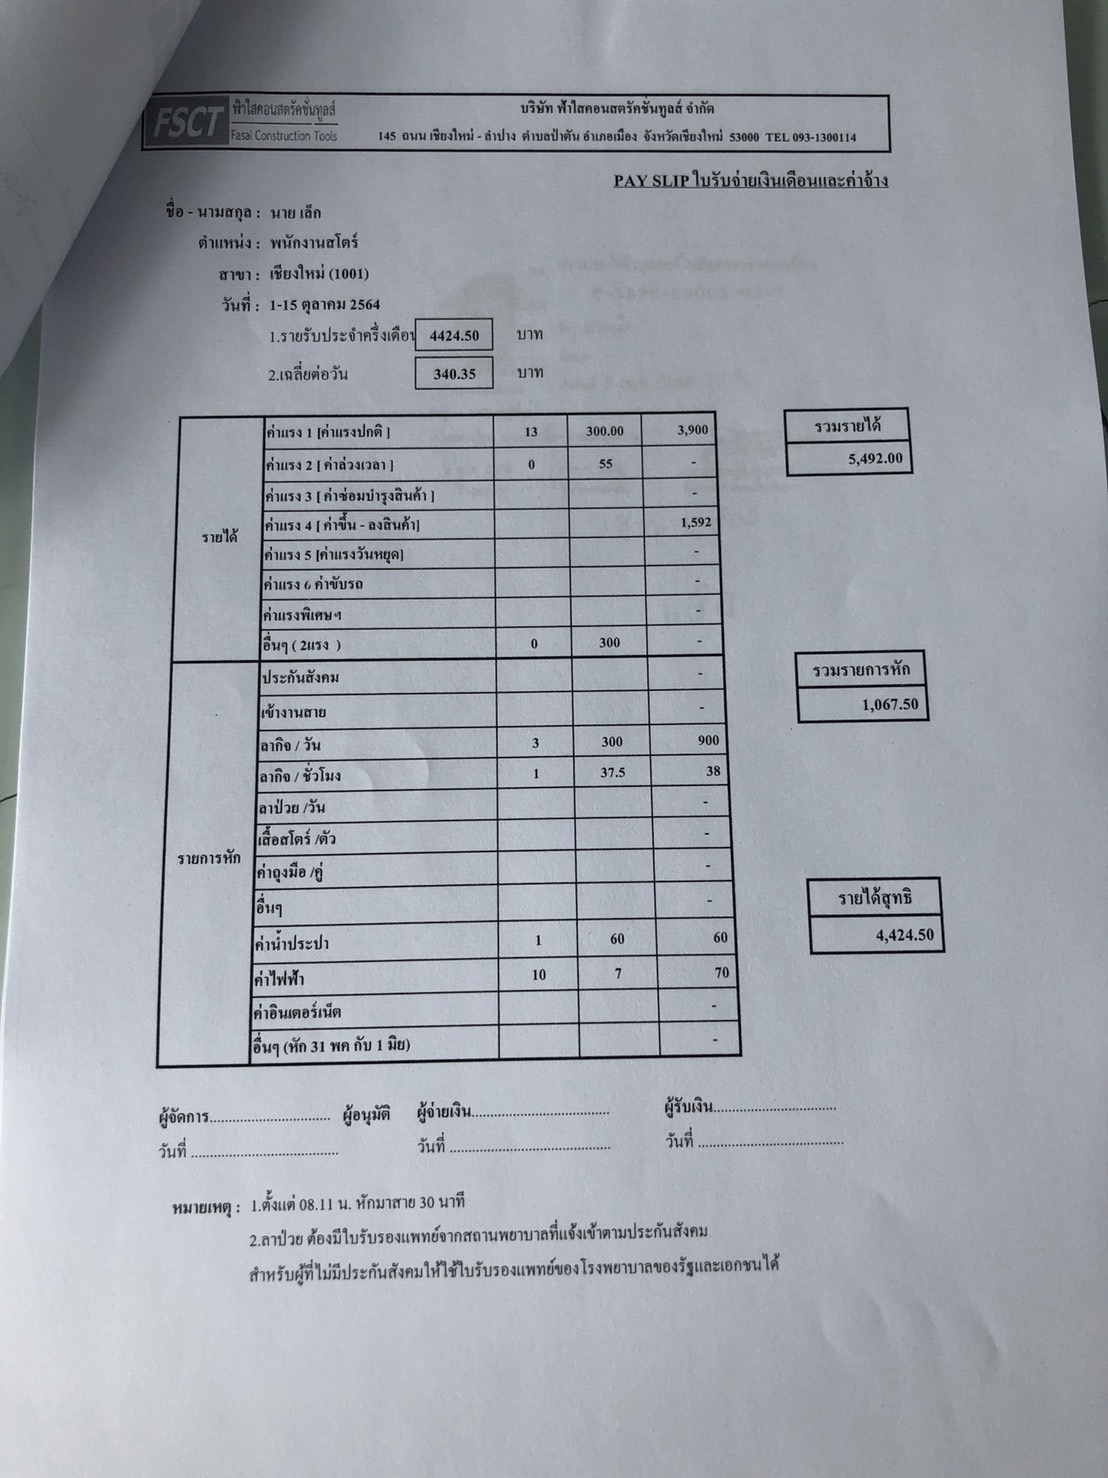 FSCT ฟ้าใสคอนสตรัคชั่นทูลส์
Fasai Construction Tools
บริษัท ฟ้าใสคอนสตรัคชั่นทูลส์ จำกัด
145 ถนน เชียงใหม่ - ลำปาง ตำบลป่าตัน อำเภอเมือง จังหวัดเชียงใหม่ 53000 TEL 093-1300114
PAY SLIP ใบรับจ่ายเงินเดือนและค่าจ้าง
ชื่อ - นามสกุล : นาย เล็ก
ตำแหน่ง : พนักงานสโตร์
สาขา : เชียงใหม่ (1001)
วันที่ : 1-15 ตุลาคม 2564
1.รายรับประจำครึ่งเดือน 4424.50 บาท
2.เฉลี่ยต่อวัน 340.35 บาท
รายได้
ค่าแรง 1 [ค่าแรงปกติ ] 13 300.00 3,900
ค่าแรง 2 [ ค่าล่วงเวลา ] 0 55 -
ค่าแรง 3 [ ค่าซ่อมบำรุงสินค้า ] -
ค่าแรง 4 [ ค่าขึ้น - ลงสินค้า] 1,592
ค่าแรง 5 [ค่าแรงวันหยุด] -
ค่าแรง 6 ค่าขับรถ -
ค่าแรงพิเศษฯ -
อื่นๆ ( 2แรง ) 0 300 -
รวมรายได้
5,492.00
รายการหัก
ประกันสังคม -
เข้างานสาย -
ลากิจ / วัน 3 300 900
ลากิจ / ชั่วโมง 1 37.5 38
ลาป่วย /วัน -
เสื้อสโตร์ /ตัว -
ค่าถุงมือ /คู่ -
อื่นๆ -
ค่าน้ำประปา 1 60 60
ค่าไฟฟ้า 10 7 70
ค่าอินเตอร์เน็ต -
อื่นๆ (หัก 31 พค กับ 1 มิย) -
รวมรายการหัก
1,067.50
รายได้สุทธิ
4,424.50
ผู้จัดการ............................... ผู้อนุมัติ ผู้จ่ายเงิน.................................... ผู้รับเงิน................................
วันที่ ...................................... วันที่ ......................................... วันที่ ......................................
หมายเหตุ : 1.ตั้งแต่ 08.11 น. หักมาสาย 30 นาที
2.ลาป่วย ต้องมีใบรับรองแพทย์จากสถานพยาบาลที่แจ้งเข้าตามประกันสังคม
สำหรับผู้ที่ไม่มีประกันสังคมให้ใช้ใบรับรองแพทย์ของโรงพยาบาลของรัฐและเอกชนได้